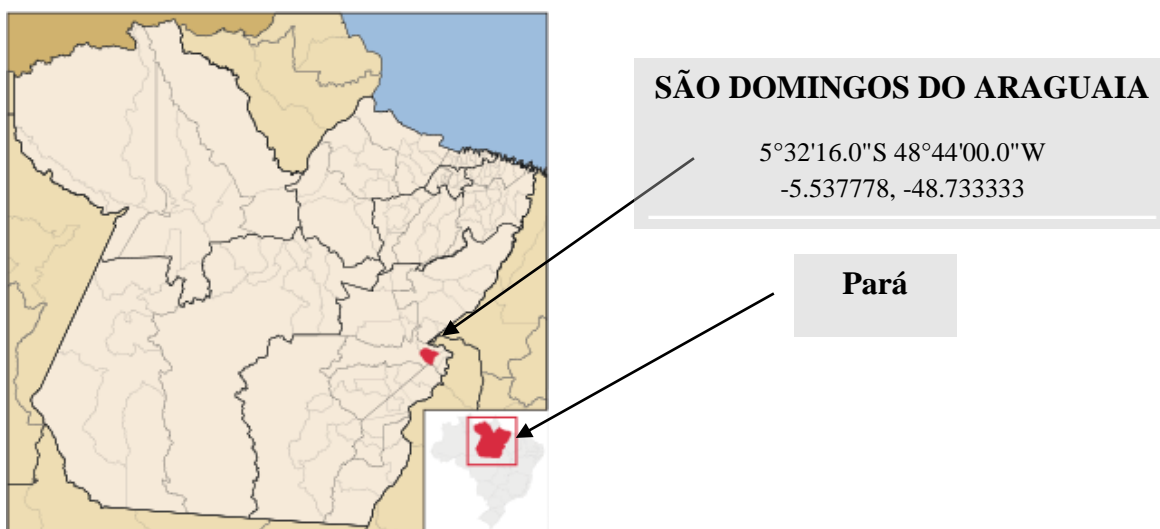 SÃO DOMINGOS DO ARAGUAIA
5°32'16.0"S 48°44'00.0"W
-5.537778, -48.733333
Pará